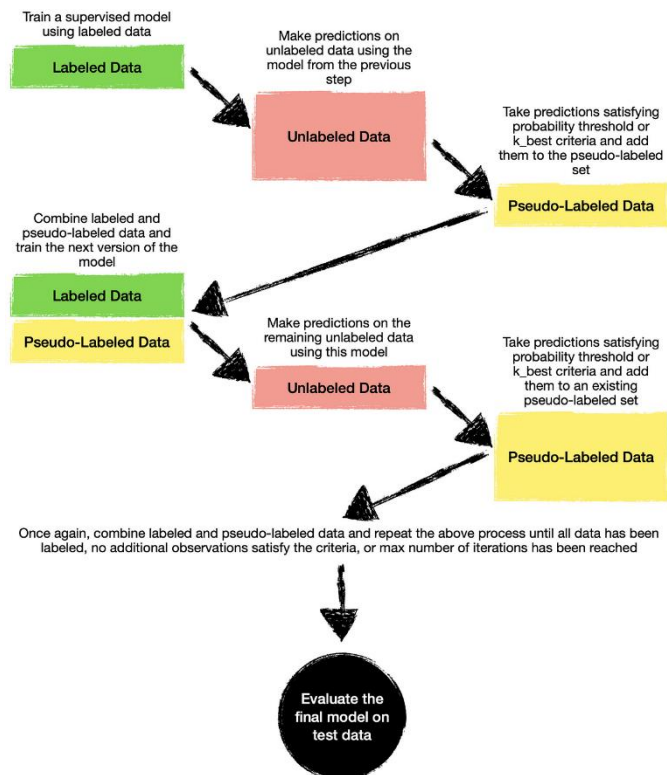 Train a supervised model
using labeled data
Labeled Data
Make predictions on
unlabeled data using the
model from the previous
step
Unlabeled Data
Take predictions satisfying
probability threshold or
k_best criteria and add
them to the pseudo-labeled
set
Pseudo-Labeled Data
Combine labeled and
pseudo-labeled data and
train the next version of the
model
Labeled Data
Pseudo-Labeled Data
Make predictions on the
remaining unlabeled data
using this model
Unlabeled Data
Take predictions satisfying
probability threshold or
k_best criteria and add
them to an existing
pseudo-labeled set
Pseudo-Labeled Data
Once again, combine labeled and pseudo-labeled data and repeat the above process until all data has been
labeled, no additional observations satisfy the criteria, or max number of iterations has been reached
Evaluate the
final model on
test data